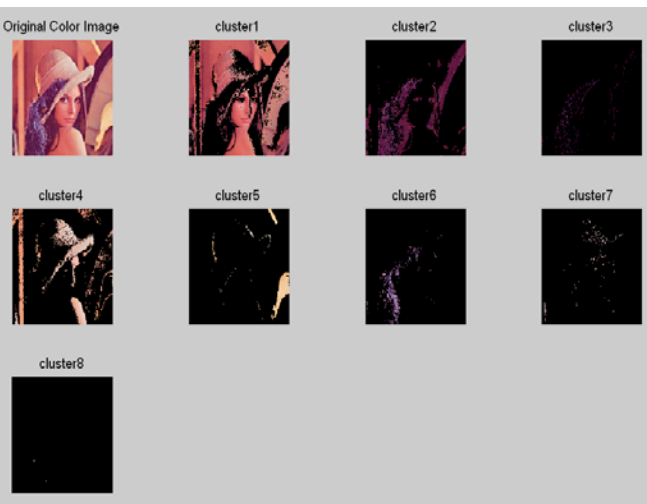 Original Color Image
cluster1
cluster2
cluster3
cluster4
cluster5
cluster6
cluster7
cluster8